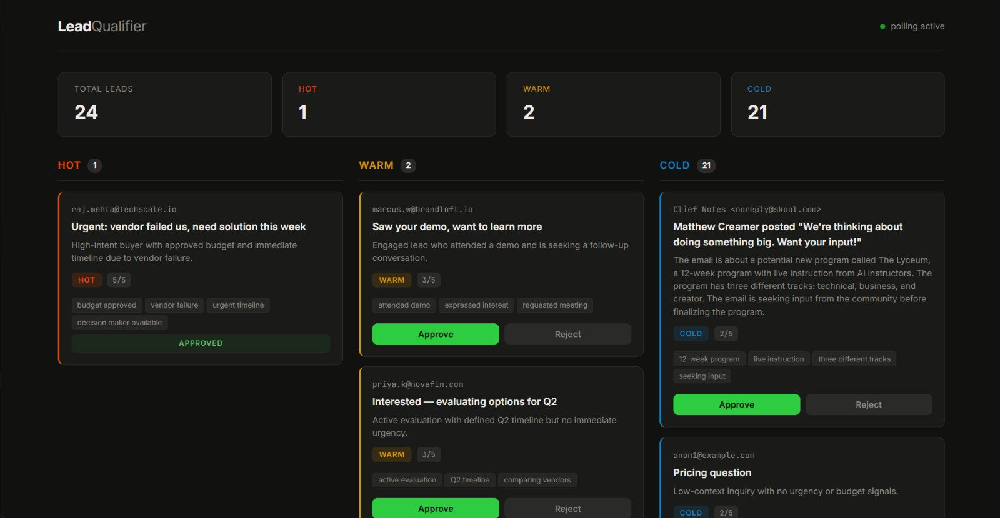 LeadQualifier
polling active
TOTAL LEADS
24
HOT
1
WARM
2
COLD
21
HOT 1
raj.mehta@techscale.io
Urgent: vendor failed us, need solution this week
High-intent buyer with approved budget and immediate
timeline due to vendor failure.
HOT 5/5
budget approved vendor failure urgent timeline
decision maker available
APPROVED
WARM 2
marcus.w@brandloft.io
Saw your demo, want to learn more
Engaged lead who attended a demo and is seeking a follow-up
conversation.
WARM 3/5
attended demo expressed interest requested meeting
Approve Reject
priya.k@novafin.com
Interested — evaluating options for Q2
Active evaluation with defined Q2 timeline but no immediate
urgency.
WARM 3/5
active evaluation Q2 timeline comparing vendors
Approve Reject
COLD 21
Clief Notes <noreply@skool.com>
Matthew Creamer posted "We're thinking about
doing something big. Want your input!"
The email is about a potential new program called The Lyceum,
a 12-week program with live instruction from AI instructors. The
program has three different tracks: technical, business, and
creator. The email is seeking input from the community before
finalizing the program.
COLD 2/5
12-week program live instruction three different tracks
seeking input
Approve Reject
anon1@example.com
Pricing question
Low-context inquiry with no urgency or budget signals.
COLD 2/5